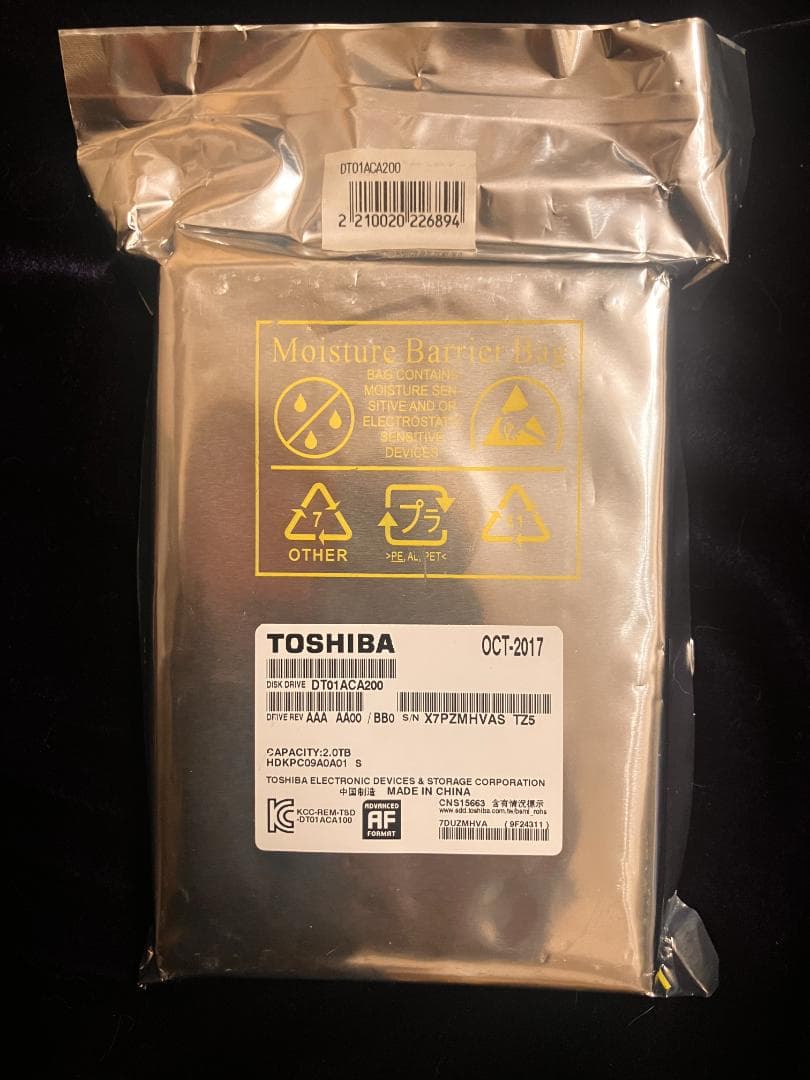 DT01ACA200
2 210020 226894
Moisture Barrier Bag
BAG CONTAINS
MOISTURE SEN-
SITIVE AND OR
ELECTROSTATIC
SENSITIVE
DEVICES
7
プラ
11
OTHER
>PE, AL, PET<
TOSHIBA
OCT-2017
DISK DRIVE DT01ACA200
DRIVE REV AAA AA00 / BB0 S/N X7PZMHVAS TZ5
CAPACITY:2.0TB
HDKPC09A0A01 S
TOSHIBA ELECTRONIC DEVICES & STORAGE CORPORATION
中国制造 MADE IN CHINA
KCC-REM-TSD
-DT01ACA100
ADVANCED
AF
FORMAT
CNS15663 含有情況標示
www.sdd.toshiba.com.tw/bsmi_rohs
7DUZMHVA ( 9F24311 )